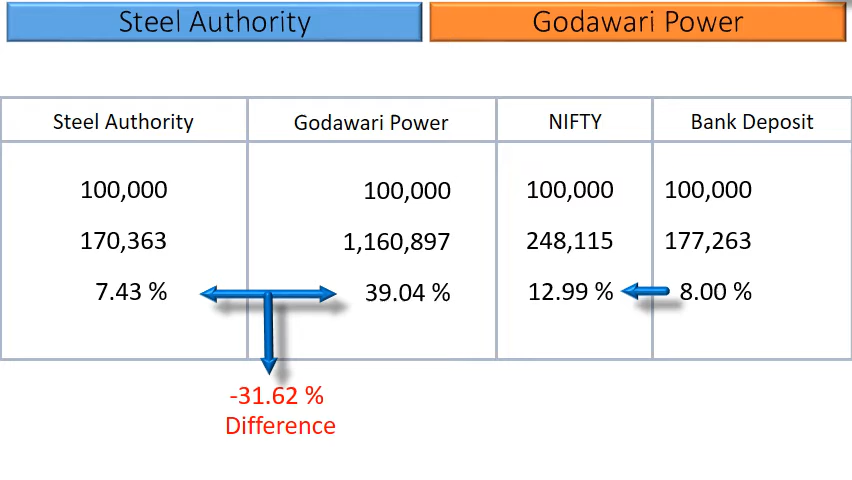 Steel Authority Godawari Power
Steel Authority Godawari Power NIFTY Bank Deposit
100,000 100,000 100,000 100,000
170,363 1,160,897 248,115 177,263
7.43 % 39.04 % 12.99 % 8.00 %
-31.62 %
Difference